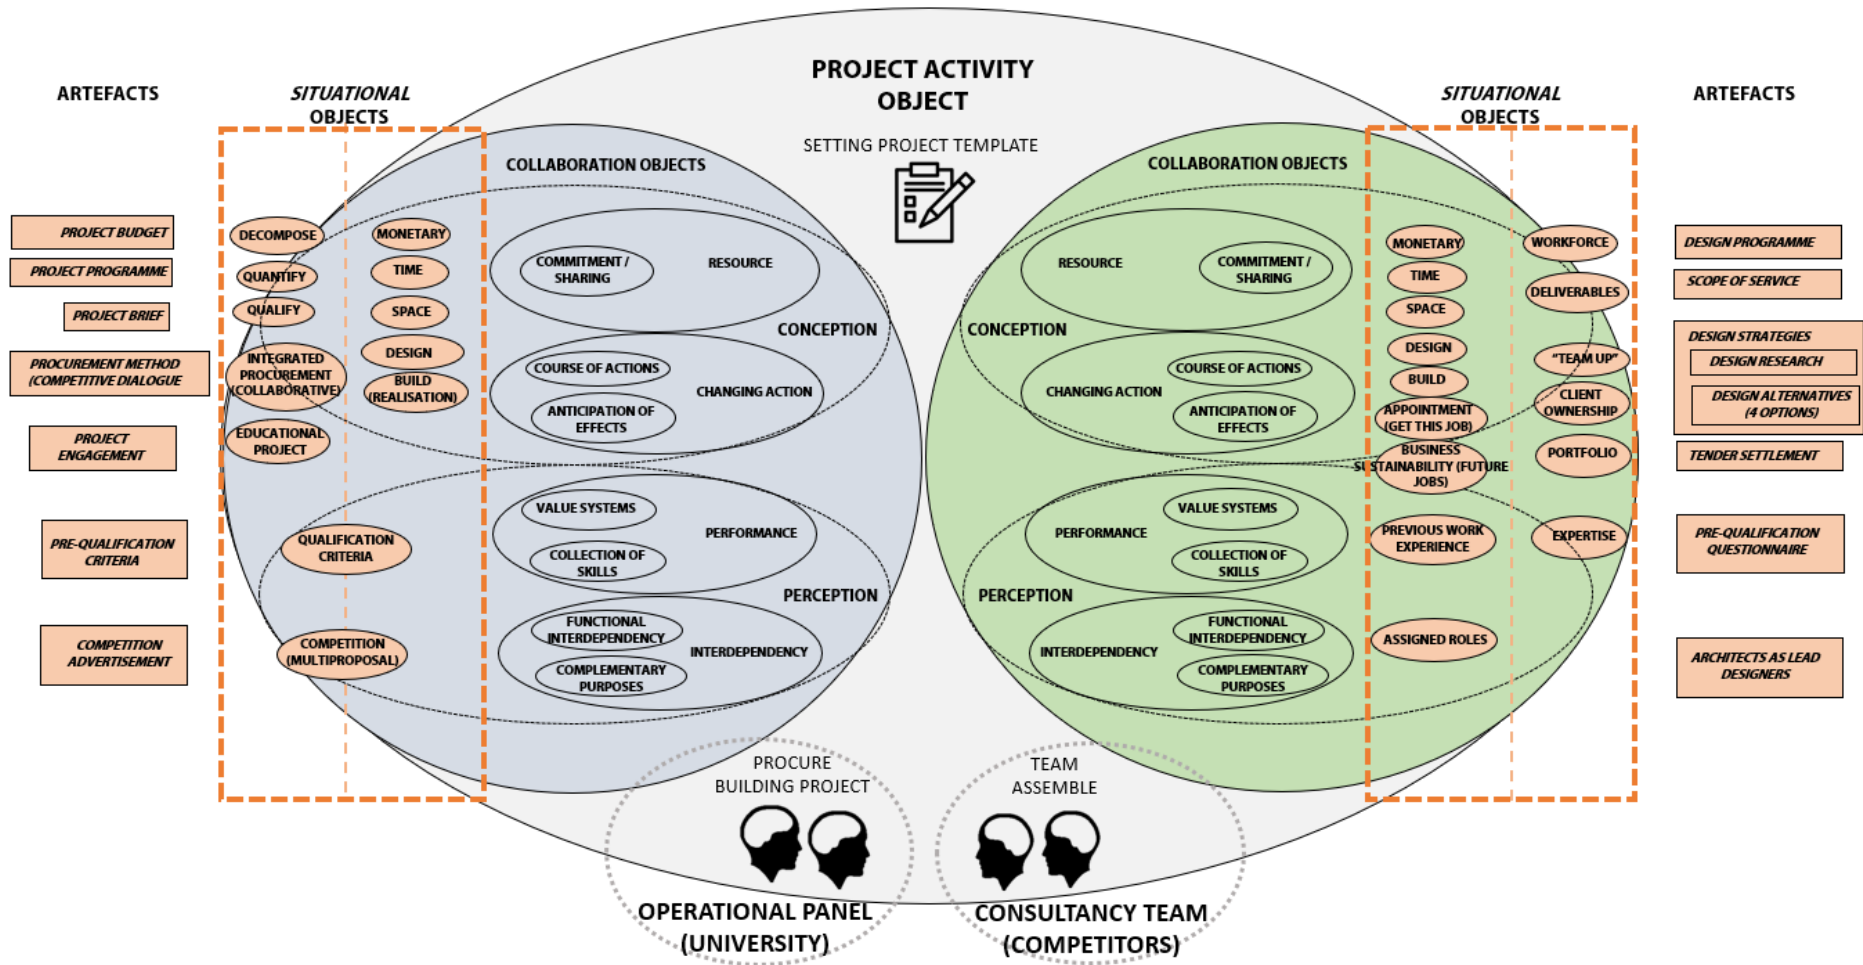 PROJECT ACTIVITY
OBJECT
SETTING PROJECT TEMPLATE
ARTEFACTS
SITUATIONAL
OBJECTS
PROJECT BUDGET
PROJECT PROGRAMME
PROJECT BRIEF
PROCUREMENT METHOD
(COMPETITIVE DIALOGUE
PROJECT
ENGAGEMENT
PRE-QUALIFICATION
CRITERIA
COMPETITION
ADVERTISEMENT
DECOMPOSE
QUANTIFY
QUALIFY
INTEGRATED
PROCUREMENT
(COLLABORATIVE)
EDUCATIONAL
PROJECT
MONETARY
TIME
SPACE
DESIGN
BUILD
(REALISATION)
QUALIFICATION
CRITERIA
COMPETITION
(MULTIPROPOSAL)
COLLABORATION OBJECTS
COMMITMENT /
SHARING
RESOURCE
CONCEPTION
COURSE OF ACTIONS
CHANGING ACTION
ANTICIPATION OF
EFFECTS
VALUE SYSTEMS
PERFORMANCE
COLLECTION OF
SKILLS
PERCEPTION
FUNCTIONAL
INTERDEPENDENCY
INTERDEPENDENCY
COMPLEMENTARY
PURPOSES
COLLABORATION OBJECTS
RESOURCE
COMMITMENT /
SHARING
CONCEPTION
COURSE OF ACTIONS
CHANGING ACTION
ANTICIPATION OF
EFFECTS
VALUE SYSTEMS
PERFORMANCE
COLLECTION OF
SKILLS
PERCEPTION
FUNCTIONAL
INTERDEPENDENCY
INTERDEPENDENCY
COMPLEMENTARY
PURPOSES
SITUATIONAL
OBJECTS
MONETARY
TIME
SPACE
DESIGN
BUILD
APPOINTMENT
(GET THIS JOB)
BUSINESS
SUSTAINABILITY (FUTURE
JOBS)
PREVIOUS WORK
EXPERIENCE
ASSIGNED ROLES
WORKFORCE
DELIVERABLES
"TEAM UP"
CLIENT
OWNERSHIP
PORTFOLIO
EXPERTISE
ARTEFACTS
DESIGN PROGRAMME
SCOPE OF SERVICE
DESIGN STRATEGIES
DESIGN RESEARCH
DESIGN ALTERNATIVES
(4 OPTIONS)
TENDER SETTLEMENT
PRE-QUALIFICATION
QUESTIONNAIRE
ARCHITECTS AS LEAD
DESIGNERS
PROCURE
BUILDING PROJECT
OPERATIONAL PANEL
(UNIVERSITY)
TEAM
ASSEMBLE
CONSULTANCY TEAM
(COMPETITORS)